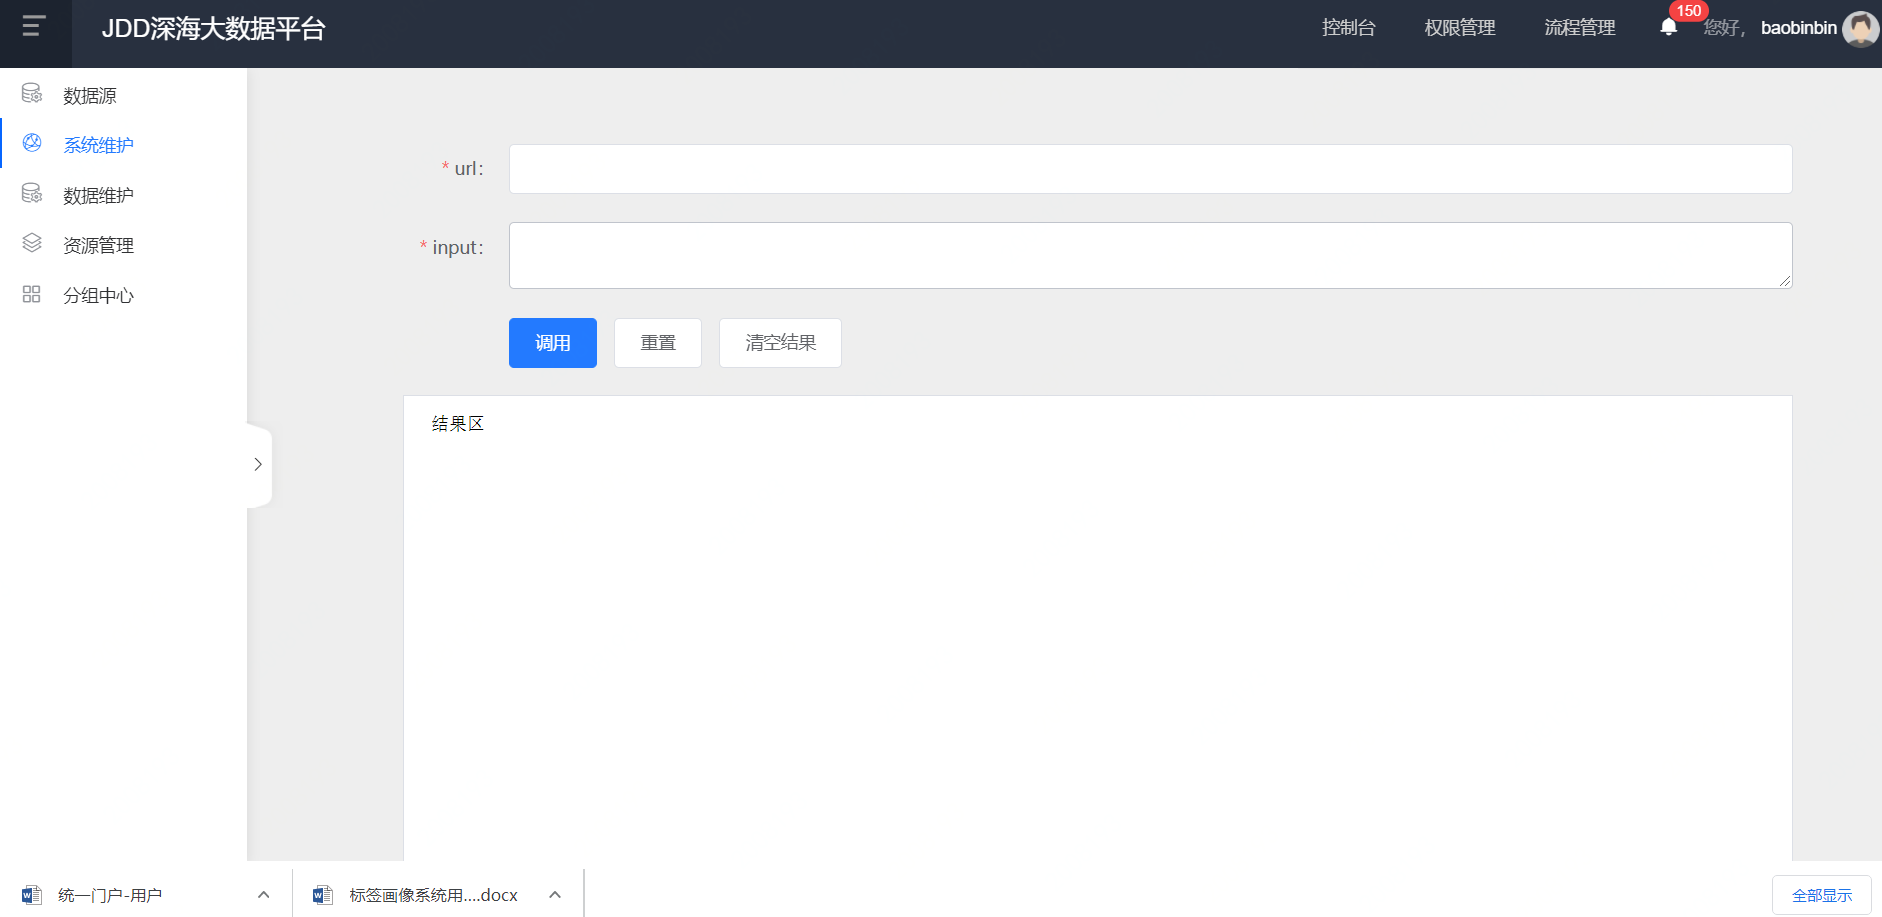 JDD深海大数据平台
控制台 权限管理 流程管理 150 您好, baobinbin
数据源
系统维护
数据维护
资源管理
分组中心
* url:
* input:
调用 重置 清空结果
结果区
统一门户-用户 标签画像系统用....docx 全部显示